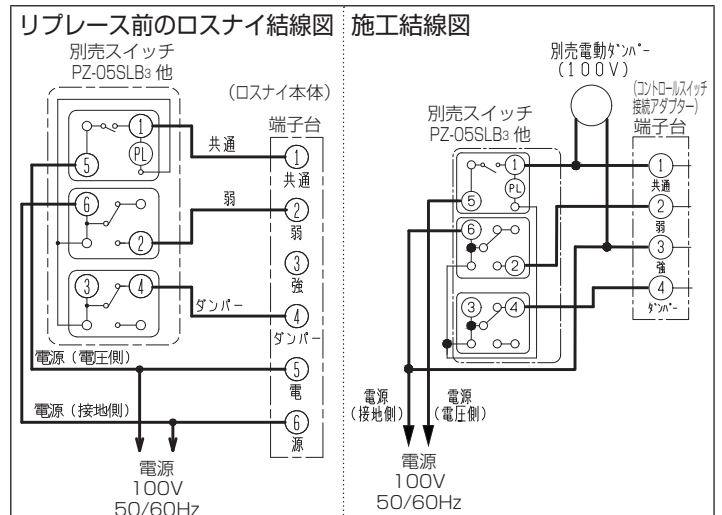 リプレース前のロスナイ結線図
別売スイッチ
PZ-05SLB3 他
(ロスナイ本体)
端子台
①
PL
⑤
⑥
②
③
④
共通
弱
ダンパー
①
共通
②
弱
③
強
④
ダンパー
⑤
電
⑥
源
電源(電圧側)
電源(接地側)
電源
100V
50/60Hz
施工結線図
別売電動ダンパー
(100V)
(コントロールスイッチ
接続アダプター)
端子台
別売スイッチ
PZ-05SLB3 他
①
PL
⑤
⑥
②
③
④
①
共通
②
弱
③
強
④
ダンパー
電源
(接地側)
電源
(電圧側)
電源
100V
50/60Hz